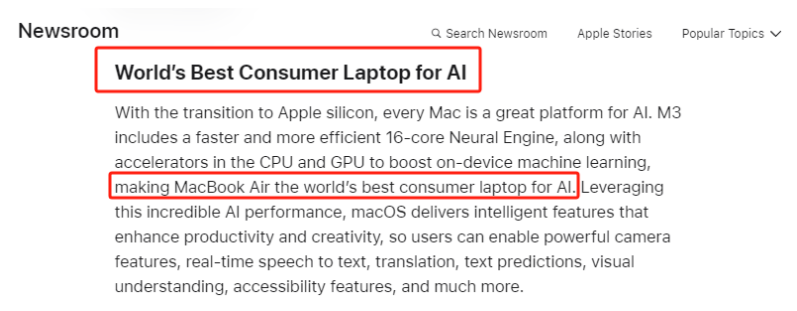 Newsroom
Search Newsroom Apple Stories Popular Topics
World’s Best Consumer Laptop for AI
With the transition to Apple silicon, every Mac is a great platform for AI. M3
includes a faster and more efficient 16-core Neural Engine, along with
accelerators in the CPU and GPU to boost on-device machine learning,
making MacBook Air the world’s best consumer laptop for AI. Leveraging
this incredible AI performance, macOS delivers intelligent features that
enhance productivity and creativity, so users can enable powerful camera
features, real-time speech to text, translation, text predictions, visual
understanding, accessibility features, and much more.